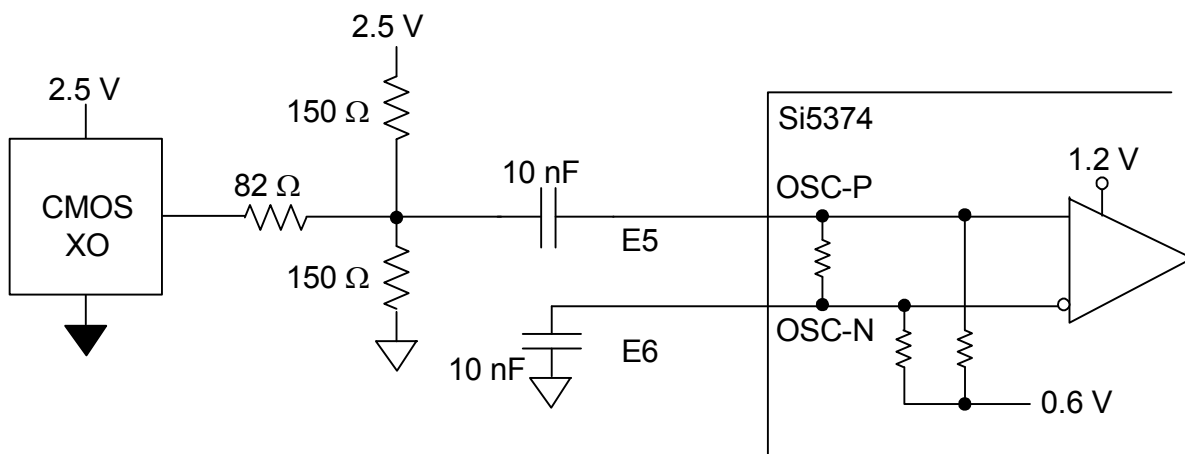 2.5 V
2.5 V
150 Ω
Si5374
1.2 V
10 nF
OSC-P
82 Ω
CMOS
XO
E5
150 Ω
OSC-N
E6
10 nF
0.6 V